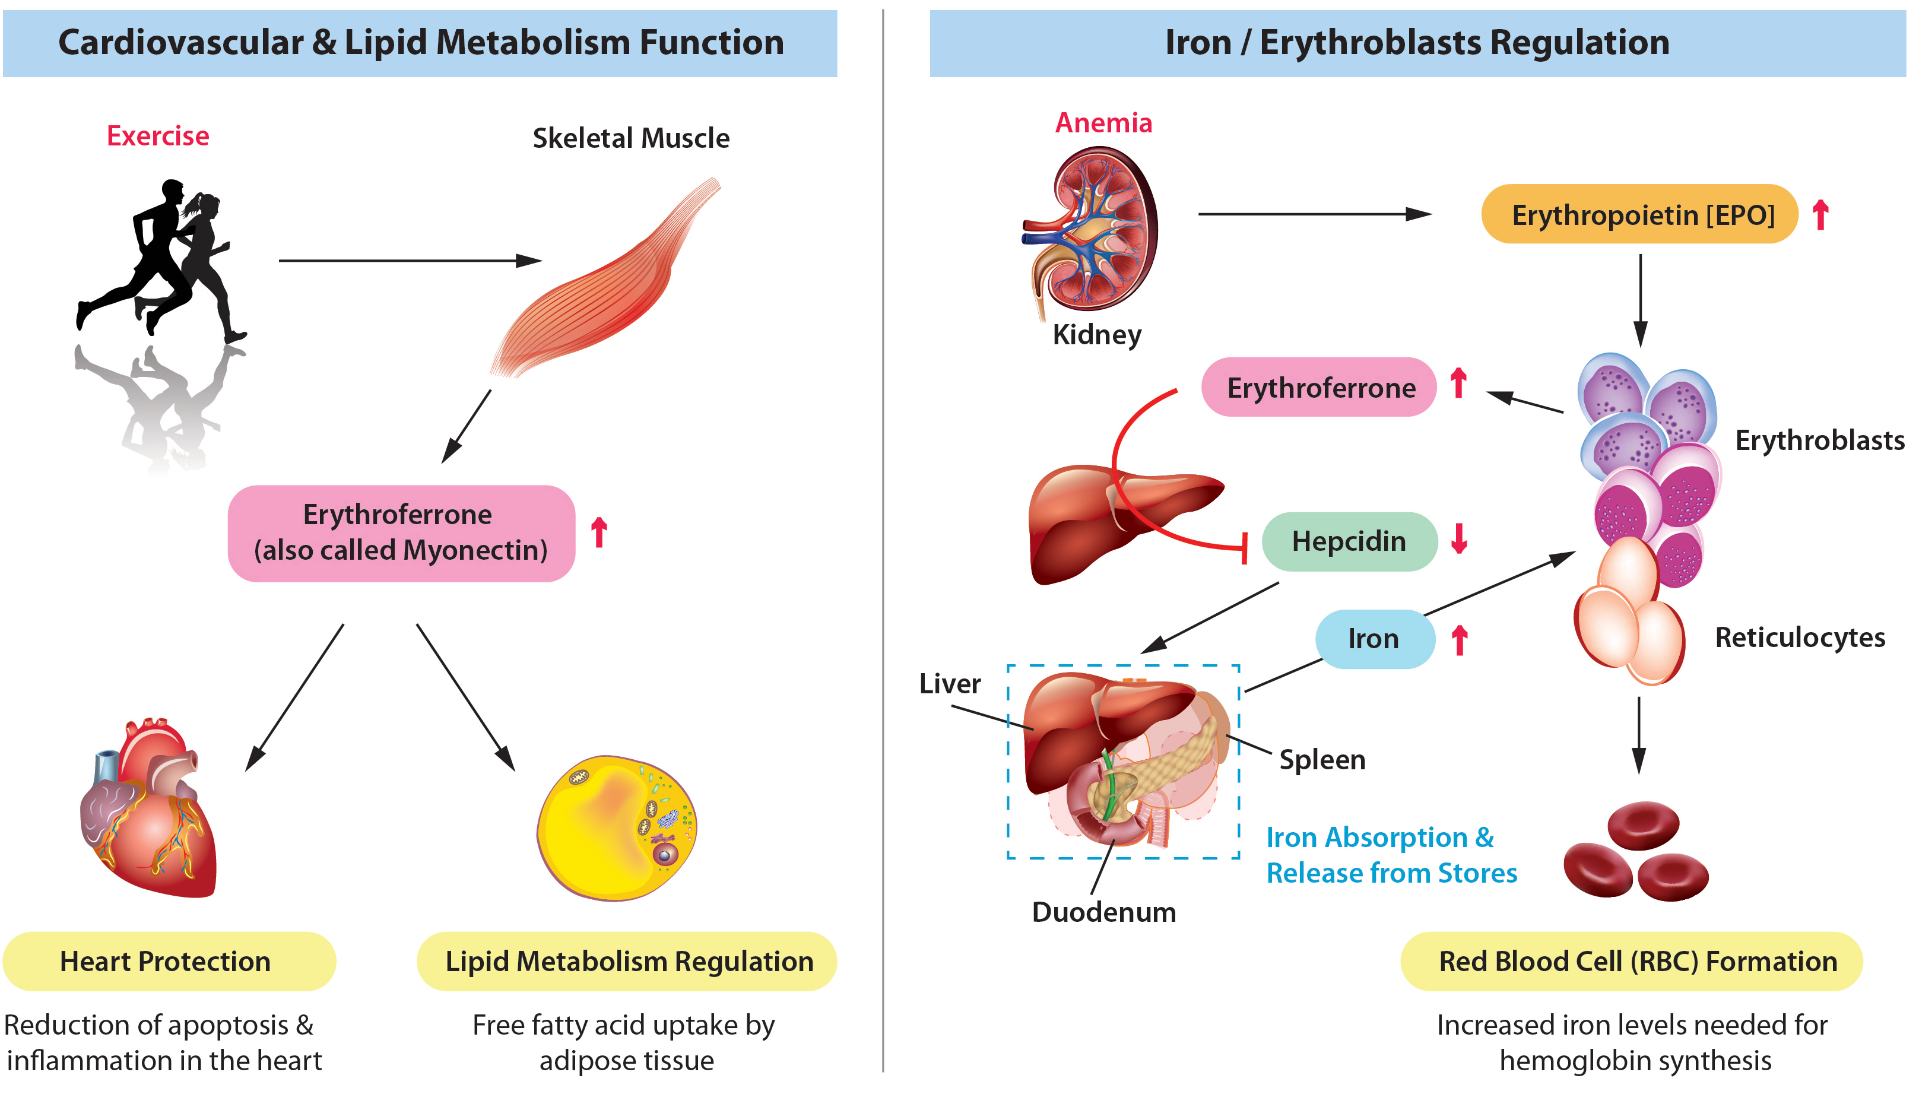 Cardiovascular & Lipid Metabolism Function
Exercise
Skeletal Muscle
Erythroferrone
(also called Myonectin)
Heart Protection
Reduction of apoptosis &
inflammation in the heart
Lipid Metabolism Regulation
Free fatty acid uptake by
adipose tissue
Iron / Erythroblasts Regulation
Anemia
Kidney
Erythropoietin [EPO]
Erythroferrone
Erythroblasts
Hepcidin
Iron
Reticulocytes
Liver
Spleen
Iron Absorption &
Release from Stores
Duodenum
Red Blood Cell (RBC) Formation
Increased iron levels needed for
hemoglobin synthesis